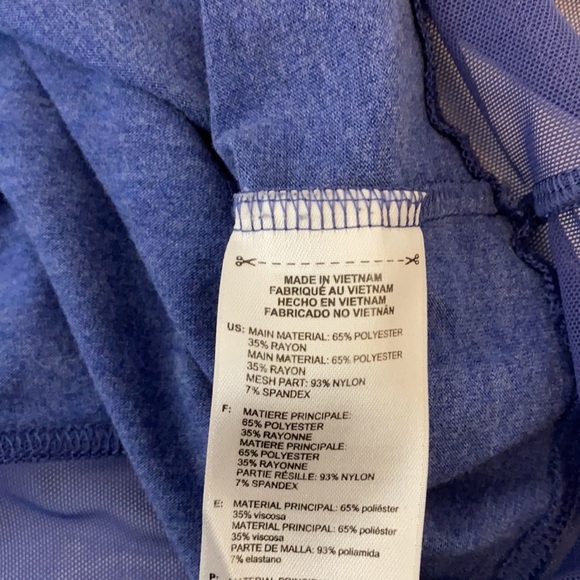 MADE IN VIETNAM
FABRIQUÉ AU VIETNAM
HECHO EN VIETNAM
FABRICADO NO VIETNÁN
US: MAIN MATERIAL: 65% POLYESTER
35% RAYON
MAIN MATERIAL: 65% POLYESTER
35% RAYON
MESH PART: 93% NYLON
7% SPANDEX
F: MATIERE PRINCIPALE:
65% POLYESTER
35% RAYONNE
MATIERE PRINCIPALE:
65% POLYESTER
35% RAYONNE
PARTIE RÉSILLE: 93% NYLON
7% SPANDEX
E: MATERIAL PRINCIPAL: 65% poliéster
35% viscosa
MATERIAL PRINCIPAL: 65% poliéster
35% viscosa
PARTE DE MALLA: 93% poliamida
7% elastano
P: MATERIAL PRINCIPAL: